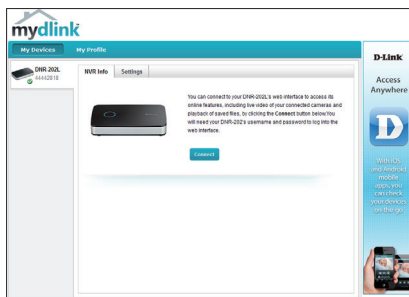 mydlink
My Devices
My Profile
DNR 202L
44442818
NVR Info
Settings
You can connect to your DNR-202L's web interface to access its
online features, including live video of your connected cameras and
playback of saved files, by clicking the Connect button below.You
will need your DNR-202's username and password to log into the
web interface.
Connect
D-Link
Access
Anywhere
D
With iOS
and Android
mobile
apps, you
can check
your devices
on-the-go